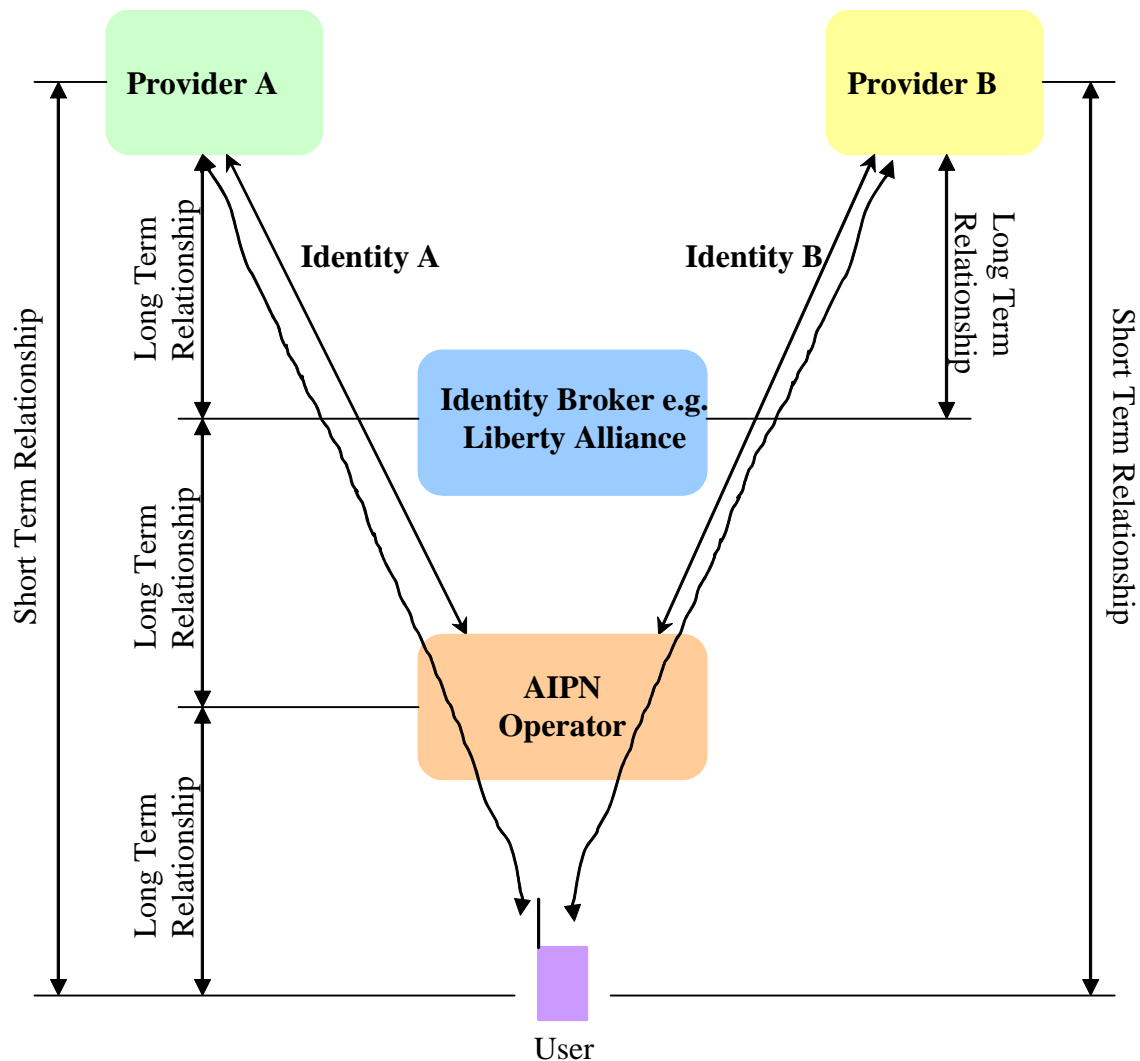 Provider A
Provider B
Identity A
Identity B
Long Term
Relationship
Long Term
Relationship
Short Term Relationship
Short Term Relationship
Identity Broker e.g.
Liberty Alliance
Long Term
Relationship
AIPN
Operator
Long Term
Relationship
User